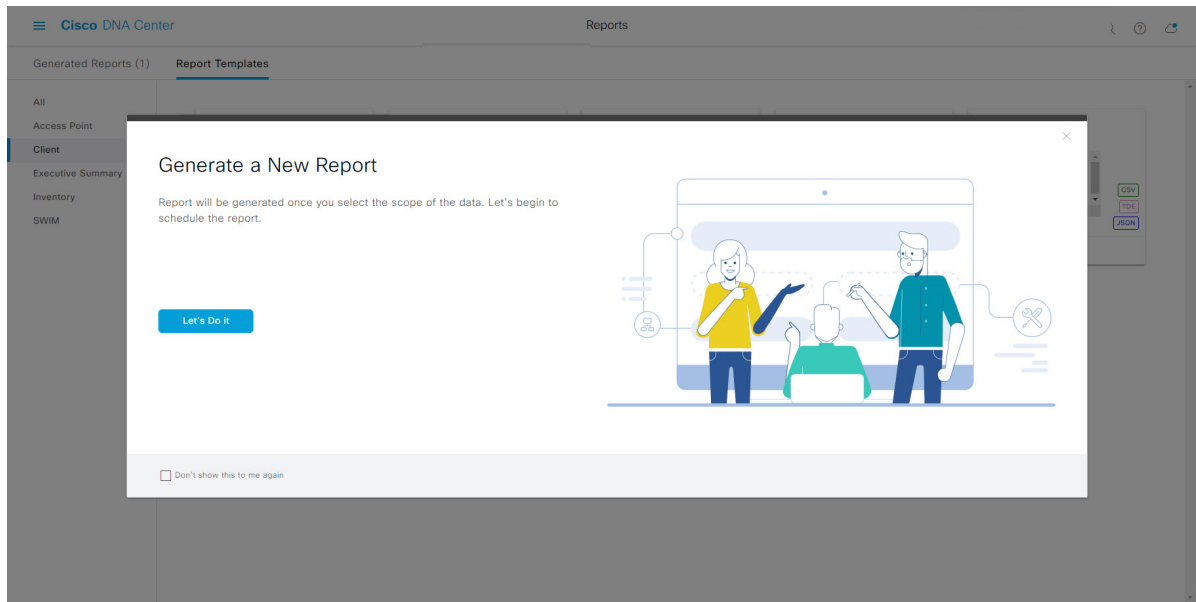 Cisco DNA Center
Reports
Generated Reports (1)
Report Templates
All
Access Point
Client
Executive Summary
Inventory
SWIM
Generate a New Report
Report will be generated once you select the scope of the data. Let's begin to
schedule the report.
Let's Do It
Don't show this to me again
CSV
TDE
JSON